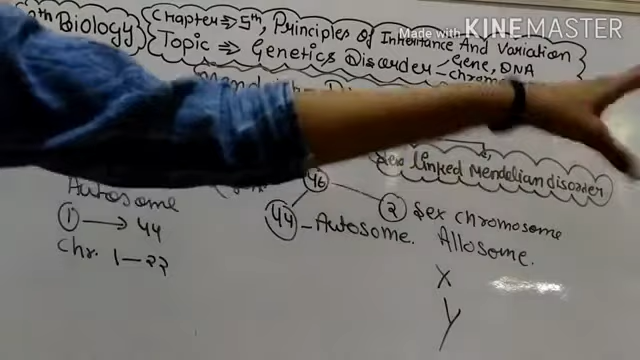 Made with KINEMASTER
Biology
Chapter ⇒ 5th, Principles of Inheritance And Variation
Topic ⇒ Genetics Disorder - Gene, DNA
linked Mendelian disorder
46
Autosome
1 → 44
Chr. 1-22
44 - Autosome.
2 Sex chromosome
Allosome.
X
Y